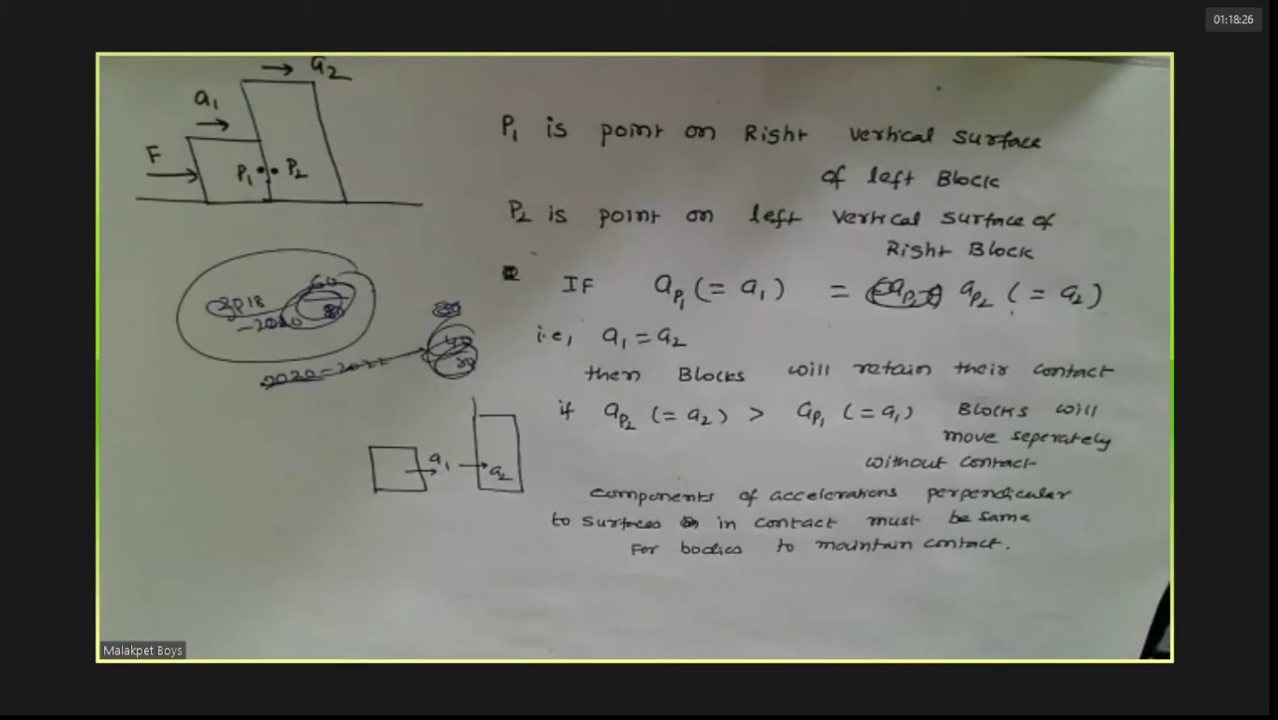 01:18:26
a2
a1
F
P1 P2
P1 is point on Right vertical surface
of left Block
P2 is point on left vertical surface of
Right Block
IF aP1 (= a1) = aP2 (= a2)
i.e, a1 = a2
then Blocks will retain their contact
if aP2 (= a2) > aP1 (= a1) Blocks will
move seperately
without contact
a1 a2
components of accelerations perpendicular
to surfaces in contact must be same
For bodies to maintain contact.
Malakpet Boys